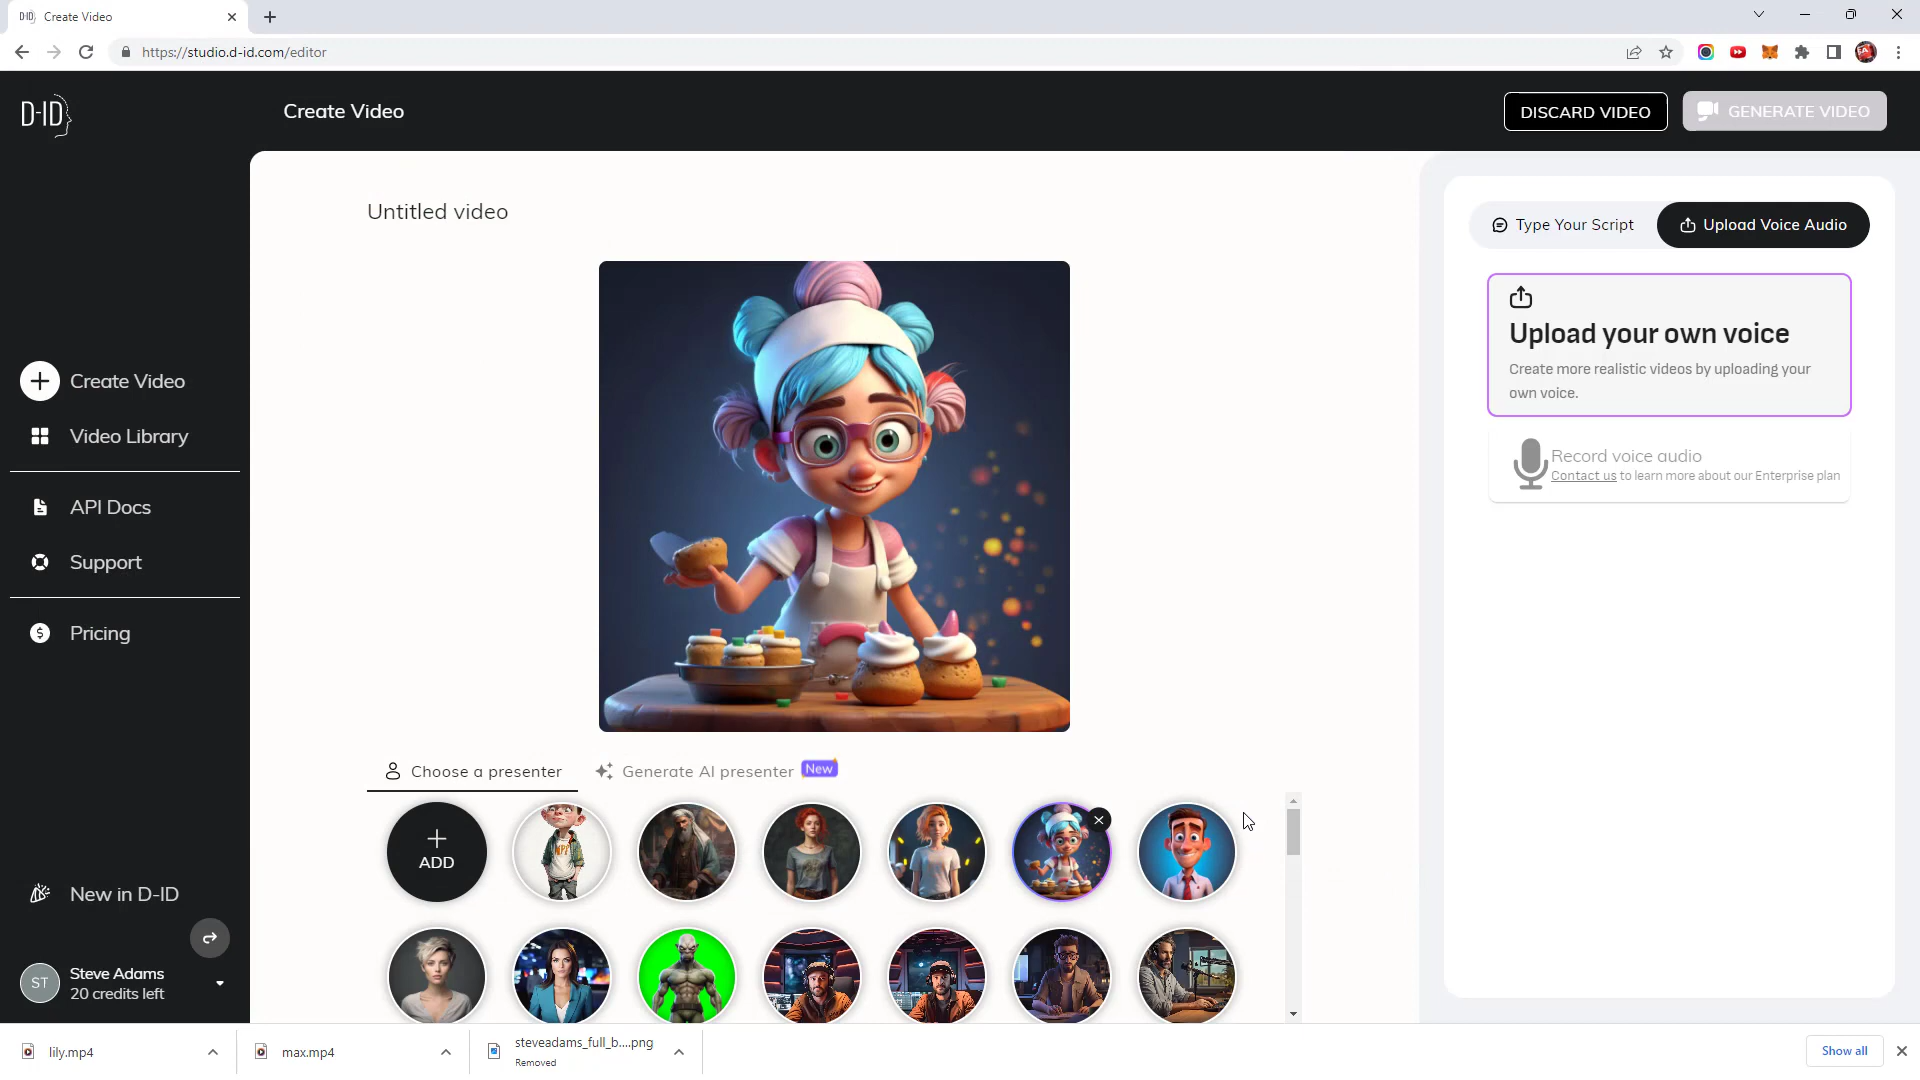 D-ID Create Video
https://studio.d-id.com/editor
D-ID
Create Video
DISCARD VIDEO
GENERATE VIDEO
Untitled video
Type Your Script
Upload Voice Audio
Upload your own voice
Create more realistic videos by uploading your
own voice.
Record voice audio
Contact us to learn more about our Enterprise plan
Create Video
Video Library
API Docs
Support
$ Pricing
Choose a presenter
Generate AI presenter New
ADD
New in D-ID
ST
Steve Adams
20 credits left
lily.mp4
max.mp4
steveadams_full_b....png
Removed
Show all